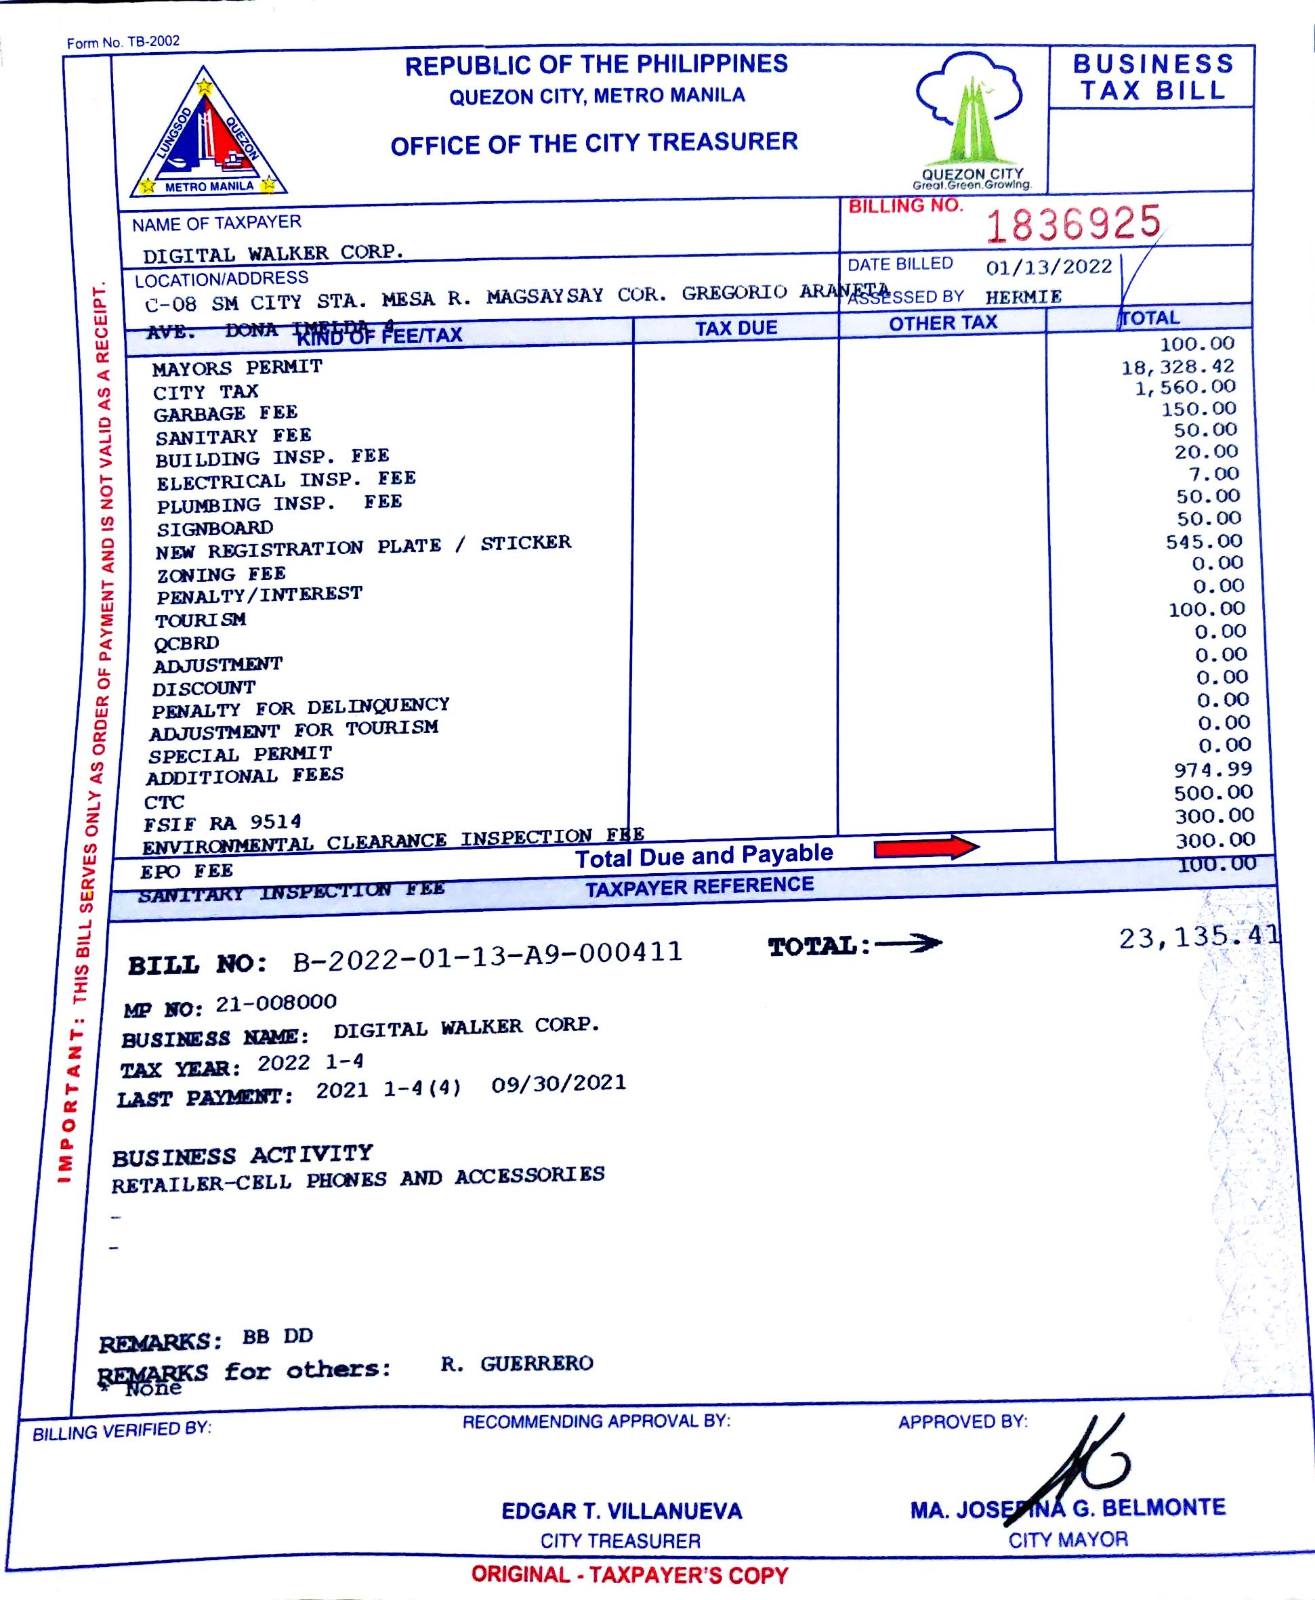 Form No. TB-2002
LUNGSOD QUEZON
METRO MANILA
REPUBLIC OF THE PHILIPPINES
QUEZON CITY, METRO MANILA
OFFICE OF THE CITY TREASURER
QUEZON CITY
Great.Green.Growing.
BUSINESS
TAX BILL
IMPORTANT: THIS BILL SERVES ONLY AS ORDER OF PAYMENT AND IS NOT VALID AS A RECEIPT.
NAME OF TAXPAYER
DIGITAL WALKER CORP.
BILLING NO. 1836925
LOCATION/ADDRESS
C-08 SM CITY STA. MESA R. MAGSAYSAY COR. GREGORIO ARANETA
AVE. DONA IMELDA 4
DATE BILLED 01/13/2022
ASSESSED BY HERMIE
KIND OF FEE/TAX TAX DUE OTHER TAX TOTAL
MAYORS PERMIT 100.00
CITY TAX 18,328.42
GARBAGE FEE 1,560.00
SANITARY FEE 150.00
BUILDING INSP. FEE 50.00
ELECTRICAL INSP. FEE 20.00
PLUMBING INSP. FEE 7.00
SIGNBOARD 50.00
NEW REGISTRATION PLATE / STICKER 50.00
ZONING FEE 545.00
PENALTY/INTEREST 0.00
TOURISM 0.00
QCBRD 100.00
ADJUSTMENT 0.00
DISCOUNT 0.00
PENALTY FOR DELINQUENCY 0.00
ADJUSTMENT FOR TOURISM 0.00
SPECIAL PERMIT 0.00
ADDITIONAL FEES 0.00
CTC 974.99
FSIF RA 9514 500.00
ENVIRONMENTAL CLEARANCE INSPECTION FEE 300.00
EPO FEE 300.00
Total Due and Payable
SANITARY INSPECTION FEE 100.00
TAXPAYER REFERENCE
BILL NO: B-2022-01-13-A9-000411 TOTAL: 23,135.41
MP NO: 21-008000
BUSINESS NAME: DIGITAL WALKER CORP.
TAX YEAR: 2022 1-4
LAST PAYMENT: 2021 1-4(4) 09/30/2021
BUSINESS ACTIVITY
RETAILER-CELL PHONES AND ACCESSORIES
-
-
REMARKS: BB DD
REMARKS for others: R. GUERRERO
* None
BILLING VERIFIED BY: RECOMMENDING APPROVAL BY: APPROVED BY:
EDGAR T. VILLANUEVA MA. JOSEFINA G. BELMONTE
CITY TREASURER CITY MAYOR
ORIGINAL - TAXPAYER'S COPY